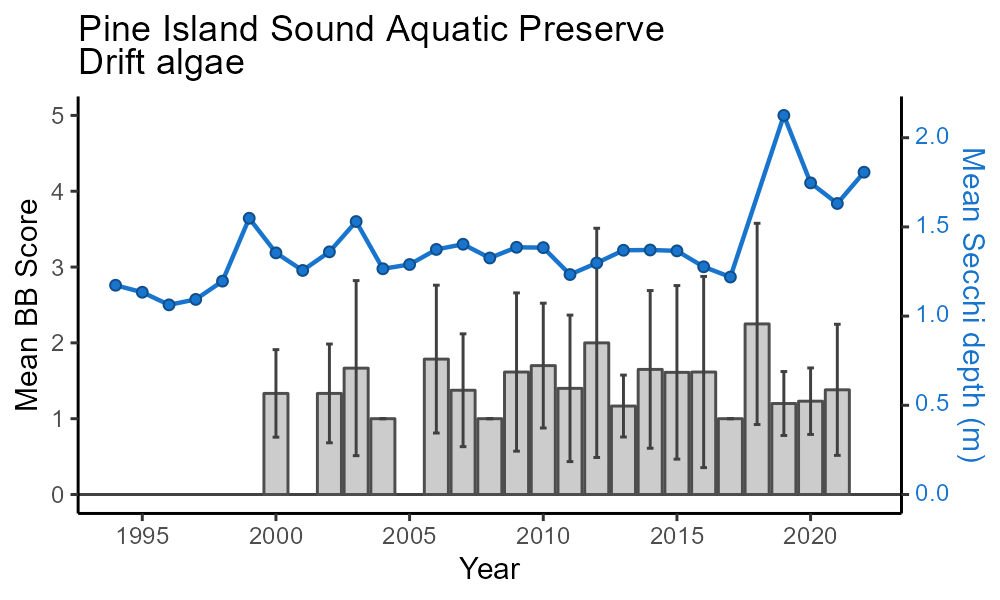 Pine Island Sound Aquatic Preserve
Drift algae
Mean BB Score
5
4
3
2
1
0
2.0
1.5
1.0
0.5
0.0
Mean Secchi depth (m)
1995 2000 2005 2010 2015 2020
Year